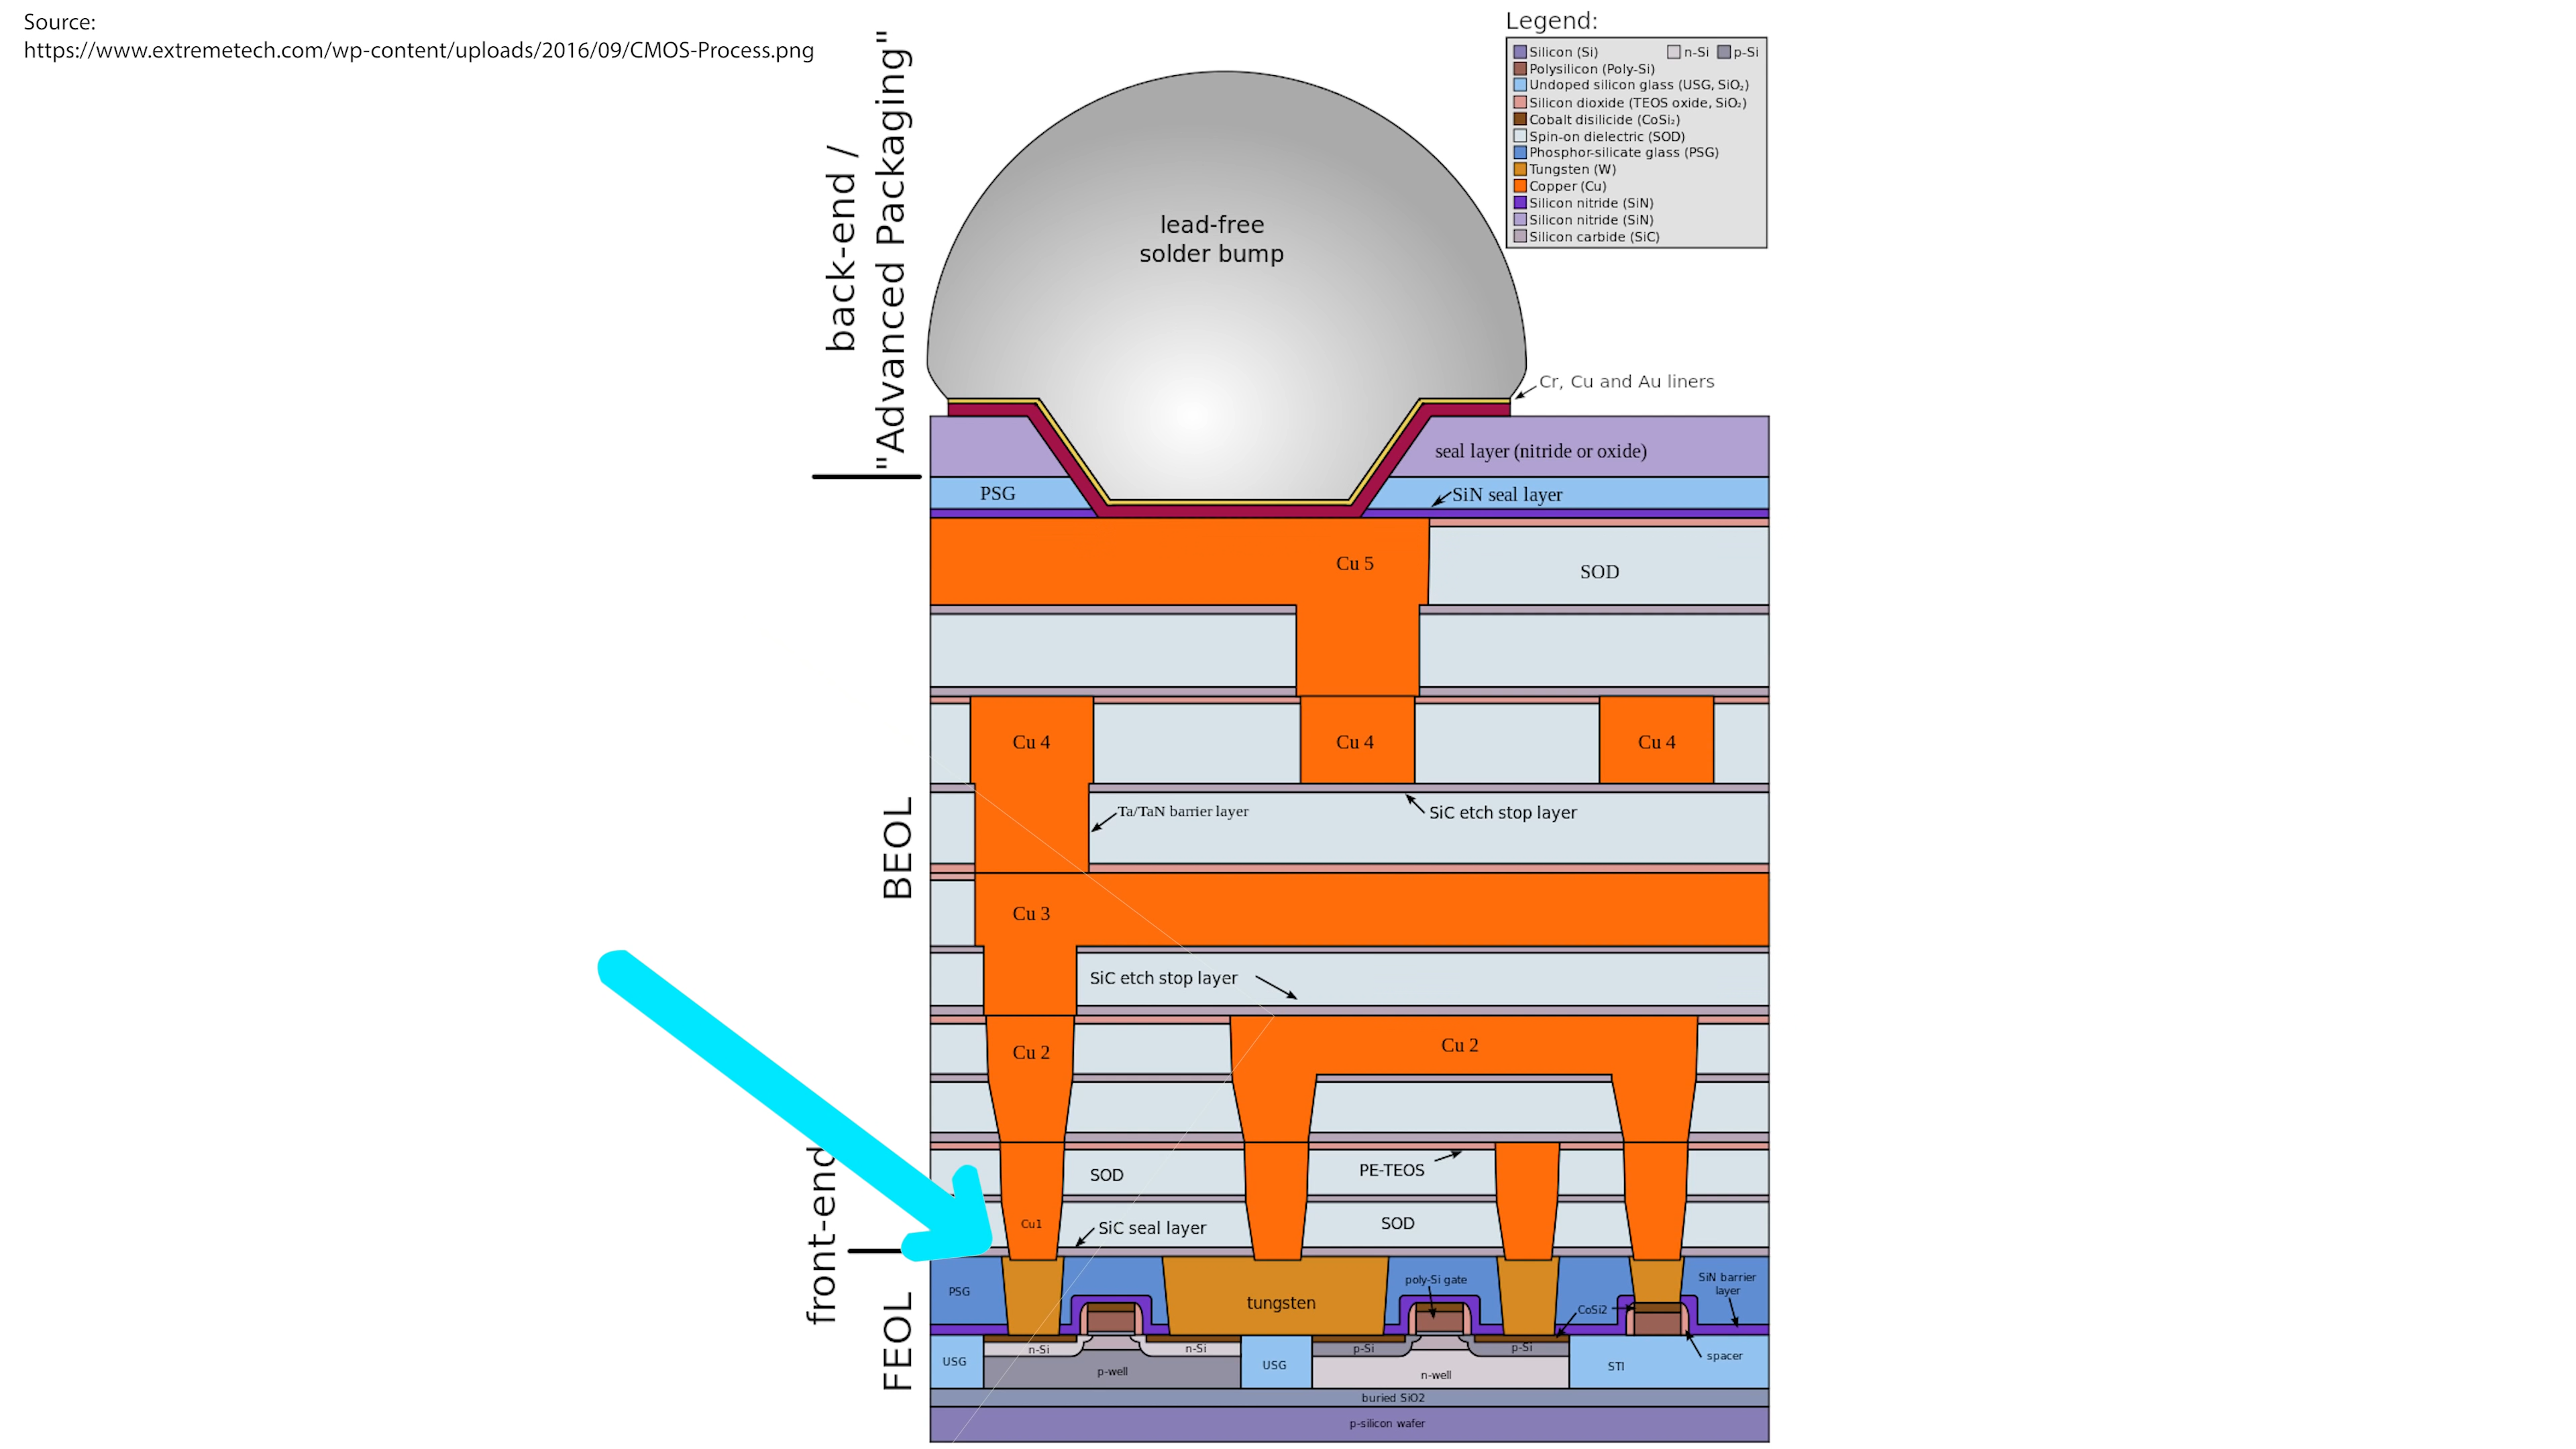 Source:
https://www.extremetech.com/wp-content/uploads/2016/09/CMOS-Process.png
Legend:
Silicon (Si)
n-Si
p-Si
Polysilicon (Poly-Si)
Undoped silicon glass (USG, SiO₂)
Silicon dioxide (TEOS oxide, SiO₂)
Cobalt disilicide (CoSi₂)
Spin-on dielectric (SOD)
Phosphor-silicate glass (PSG)
Tungsten (W)
Copper (Cu)
Silicon nitride (SiN)
Silicon nitride (SiN)
Silicon carbide (SiC)
back-end /
"Advanced Packaging"
lead-free
solder bump
Cr, Cu and Au liners
seal layer (nitride or oxide)
PSG
SiN seal layer
Cu 5
SOD
Cu 4
Cu 4
Cu 4
Ta/TaN barrier layer
SiC etch stop layer
BEOL
Cu 3
SiC etch stop layer
Cu 2
Cu 2
front-end
SOD
PE-TEOS
Cu1
SiC seal layer
SOD
FEOL
PSG
tungsten
poly-Si gate
CoSi2
SiN barrier
layer
USG
n-Si
n-Si
p-well
USG
p-Si
p-Si
n-well
STI
spacer
buried SiO2
p-silicon wafer